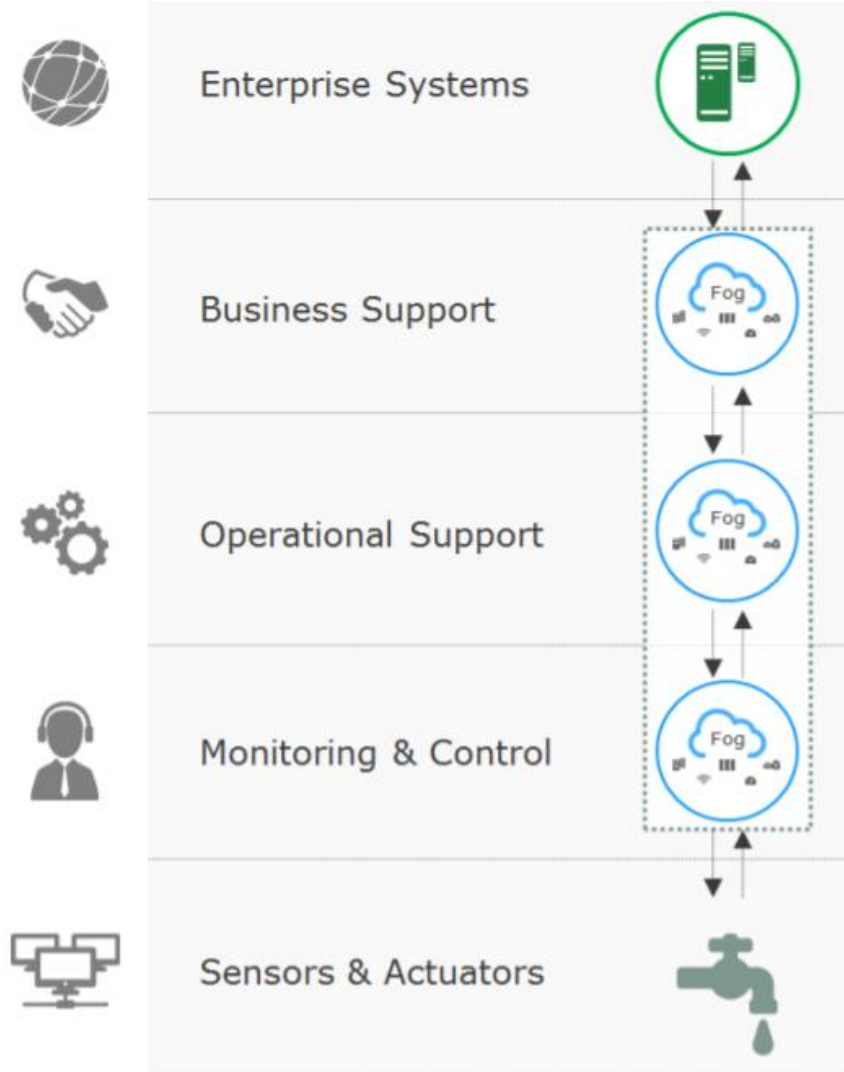 Enterprise Systems
Fog
Business Support
Fog
Operational Support
Fog
Monitoring & Control
Sensors & Actuators